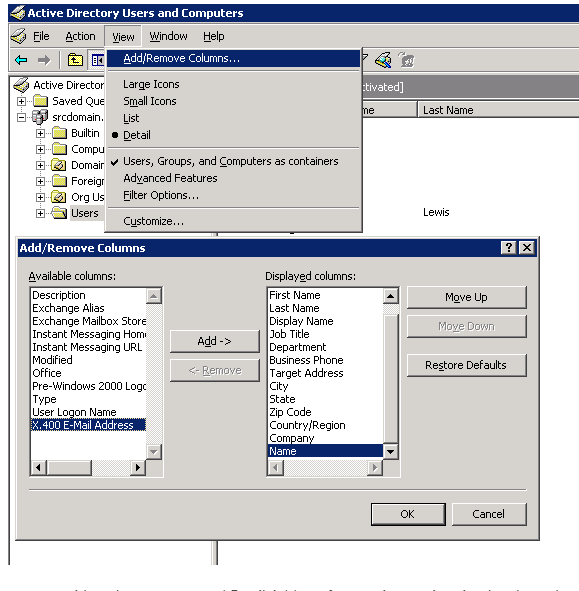 Active Directory Users and Computers
File Action View Window Help
Add/Remove Columns...
Large Icons
Small Icons
List
Detail
Users, Groups, and Computers as containers
Advanced Features
Filter Options...
Customize...
Active Director
Saved Que
srcdomain.
Builtin
Compu
Domain
Foreign
Org Us
Users
tivated]
me Last Name
Lewis
Add/Remove Columns
Available columns:
Description
Exchange Alias
Exchange Mailbox Store
Instant Messaging Home
Instant Messaging URL
Modified
Office
Pre-Windows 2000 Logo
Type
User Logon Name
X.400 E-Mail Address
Add ->
<- Remove
Displayed columns:
First Name
Last Name
Display Name
Job Title
Department
Business Phone
Target Address
City
State
Zip Code
Country/Region
Company
Name
Move Up
Move Down
Restore Defaults
OK Cancel